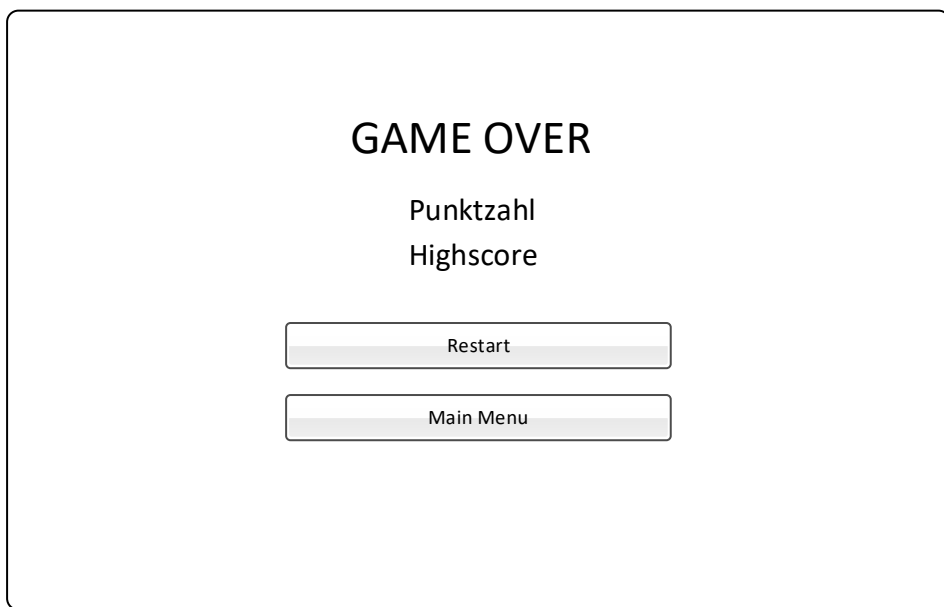 GAME OVER
Punktzahl
Highscore
Restart
Main Menu